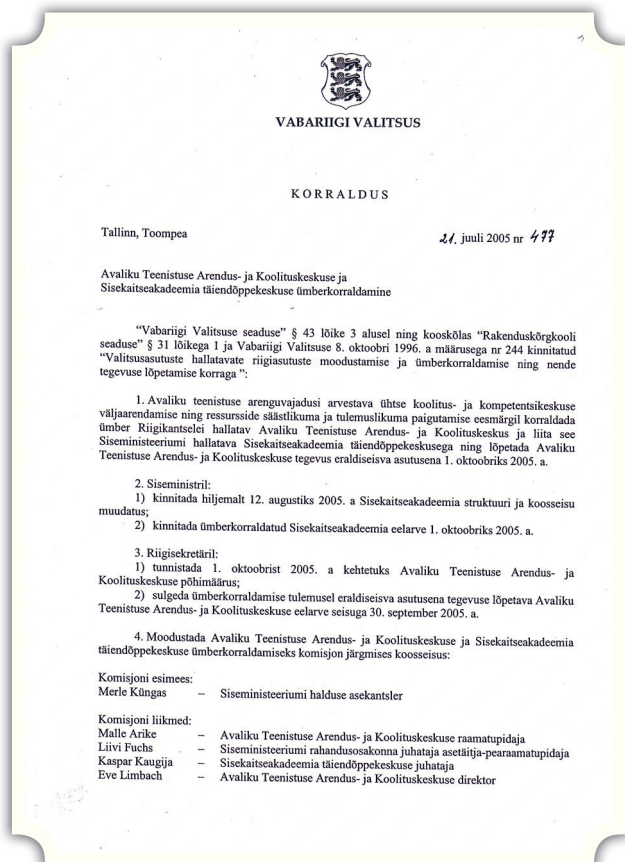 VABARIIGI VALITSUS
KORRALDUS
Tallinn, Toompea
21. juuli 2005 nr 477
Avaliku Teenistuse Arendus- ja Koolituskeskuse ja
Sisekaitseakadeemia täiendõppekeskuse ümberkorraldamine
"Vabariigi Valitsuse seaduse" § 43 lõike 3 alusel ning kooskõlas "Rakenduskõrgkooli
seaduse" § 31 lõikega 1 ja Vabariigi Valitsuse 8. oktoobri 1996. a määrusega nr 244 kinnitatud
"Valitsusasutuste hallatavate riigiasutuste moodustamise ja ümberkorraldamise ning nende
tegevuse lõpetamise korraga ":
1. Avaliku teenistuse arenguvajadusi arvestava ühtse koolitus- ja kompetentsikeskuse
väljaarendamise ning ressursside säästlikuma ja tulemuslikuma paigutamise eesmärgil korraldada
ümber Riigikantselei hallatav Avaliku Teenistuse Arendus- ja Koolituskeskus ja liita see
Siseministeeriumi hallatava Sisekaitseakadeemia täiendõppekeskusega ning lõpetada Avaliku
Teenistuse Arendus- ja Koolituskeskuse tegevus eraldiseisva asutusena 1. oktoobriks 2005. a.
2. Siseministril:
1) kinnitada hiljemalt 12. augustiks 2005. a Sisekaitseakadeemia struktuuri ja koosseisu
muudatus;
2) kinnitada ümberkorraldatud Sisekaitseakadeemia eelarve 1. oktoobriks 2005. a.
3. Riigisekretäril:
1) tunnistada 1. oktoobrist 2005. a kehtetuks Avaliku Teenistuse Arendus- ja
Koolituskeskuse põhimäärus;
2) sulgeda ümberkorraldamise tulemusel eraldiseisva asutusena tegevuse lõpetava Avaliku
Teenistuse Arendus- ja Koolituskeskuse eelarve seisuga 30. september 2005. a.
4. Moodustada Avaliku Teenistuse Arendus- ja Koolituskeskuse ja Sisekaitseakadeemia
täiendõppekeskuse ümberkorraldamiseks komisjon järgmises koosseisus:
Komisjoni esimees:
Merle Küngas – Siseministeeriumi halduse asekantsler
Komisjoni liikmed:
Malle Arike – Avaliku Teenistuse Arendus- ja Koolituskeskuse raamatupidaja
Liivi Fuchs – Siseministeeriumi rahandusosakonna juhataja asetäitja-pearaamatupidaja
Kaspar Kaugija – Sisekaitseakadeemia täiendõppekeskuse juhataja
Eve Limbach – Avaliku Teenistuse Arendus- ja Koolituskeskuse direktor